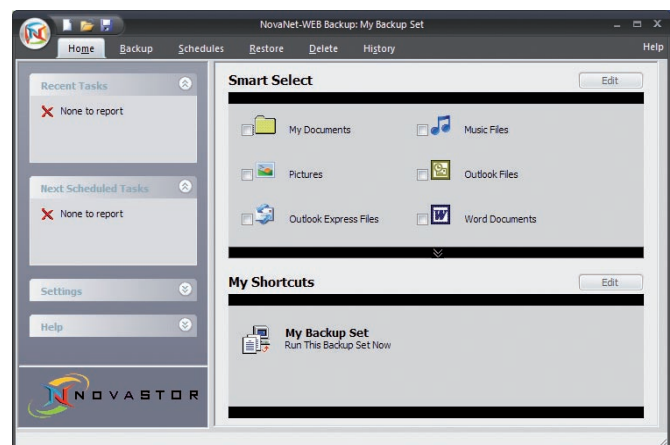 NovaNet-WEB Backup: My Backup Set
Home Backup Schedules Restore Delete History Help
Recent Tasks
None to report
Next Scheduled Tasks
None to report
Settings
Help
NOVASTOR
Smart Select Edit
My Documents Music Files
Pictures Outlook Files
Outlook Express Files Word Documents
My Shortcuts Edit
My Backup Set
Run This Backup Set Now